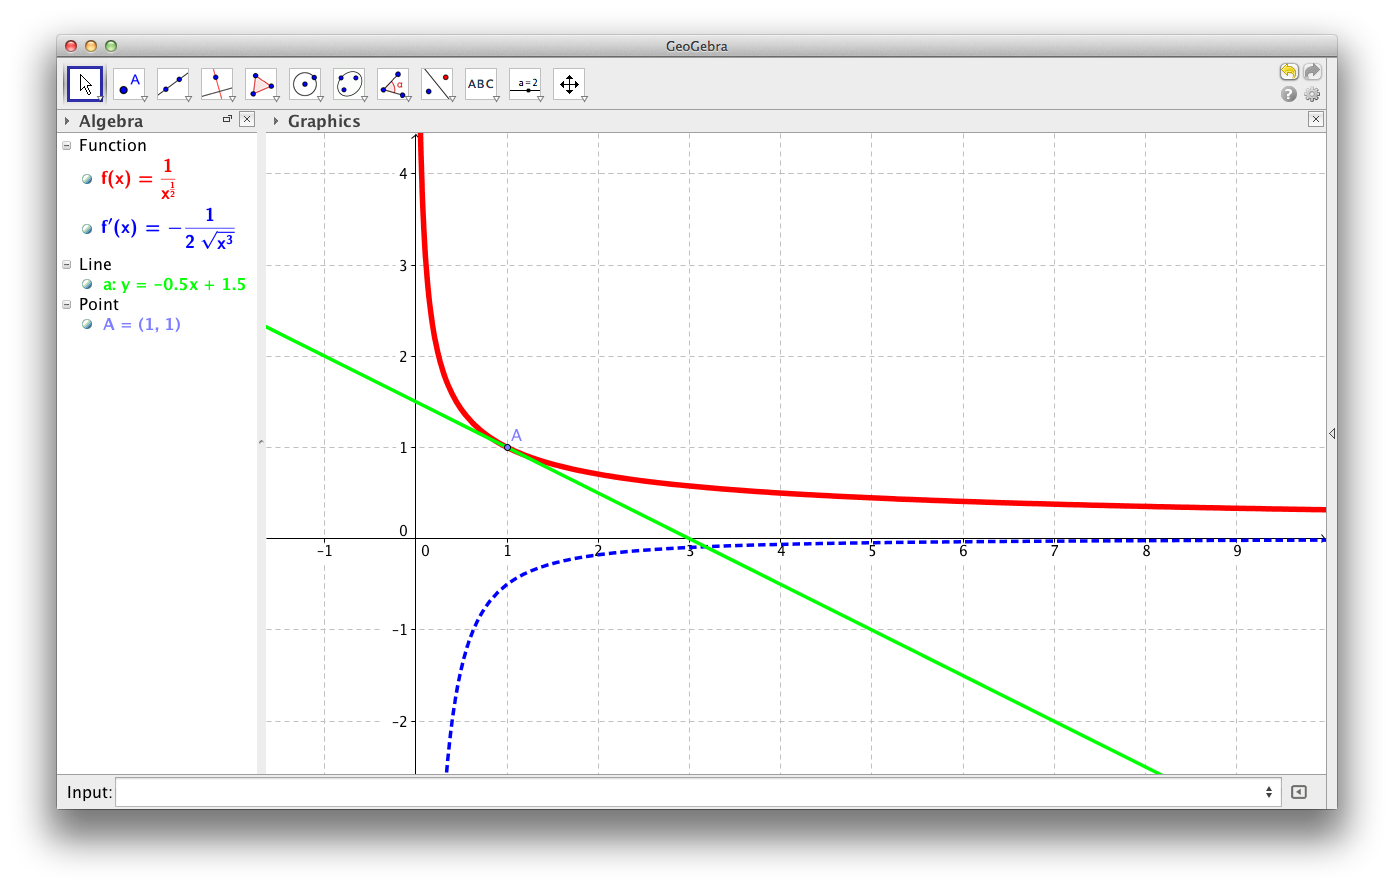 GeoGebra
A
α
ABC
a=2
?
Algebra
Graphics
Function
f(x) = 1/x^(1/2)
f′(x) = −1/(2 √x³)
Line
a: y = −0.5x + 1.5
Point
A = (1, 1)
4
3
2
1
A
0
−1 0 1 2 3 4 5 6 7 8 9
−1
−2
Input: